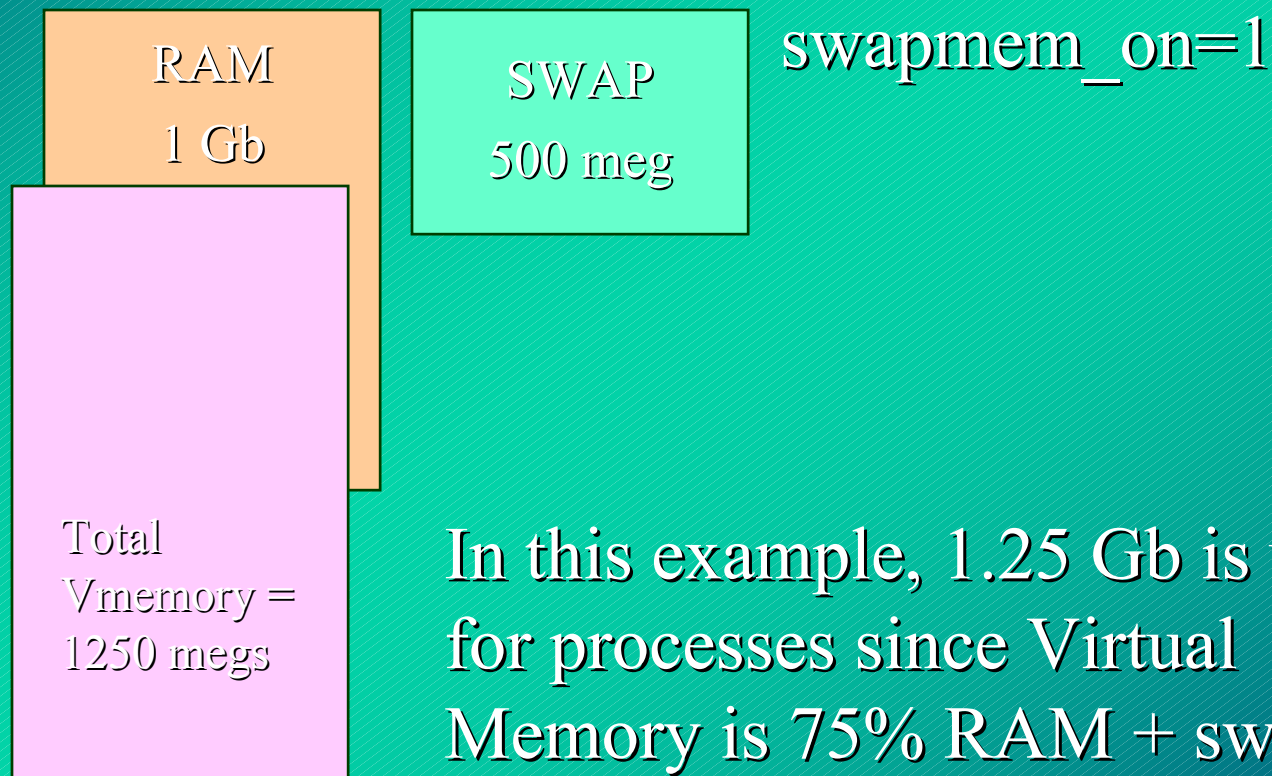 RAM
1 Gb
SWAP
500 meg
swapmem_on=1
Total
Vmemory =
1250 megs
In this example, 1.25 Gb is
for processes since Virtual
Memory is 75% RAM +